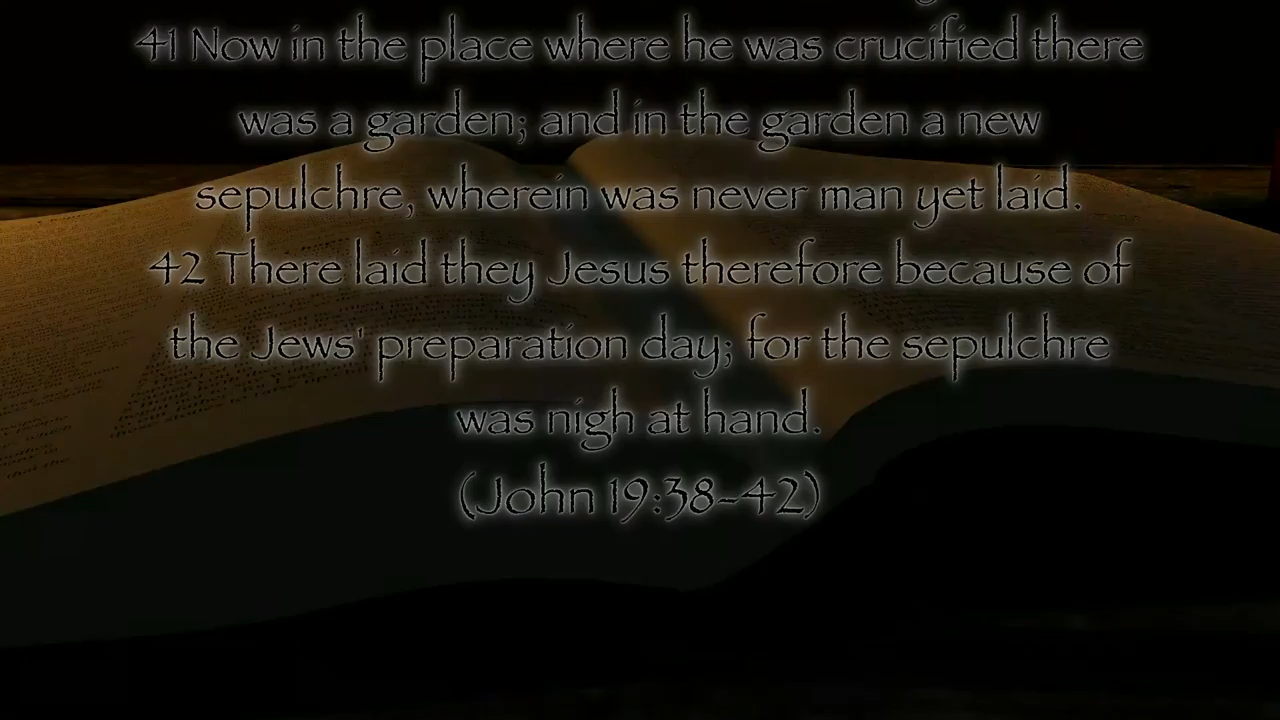 41 Now in the place where he was crucified there
was a garden; and in the garden a new
sepulchre, wherein was never man yet laid.
42 There laid they Jesus therefore because of
the Jews' preparation day; for the sepulchre
was nigh at hand.
(John 19:38-42)